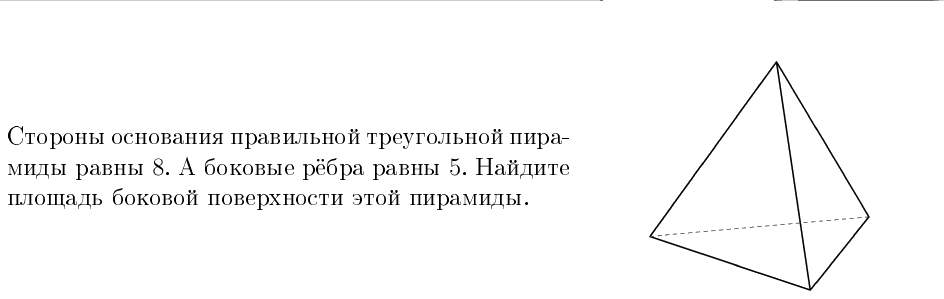 Стороны основания правильной треугольной пира-
миды равны 8. А боковые рёбра равны 5. Найдите
площадь боковой поверхности этой пирамиды.